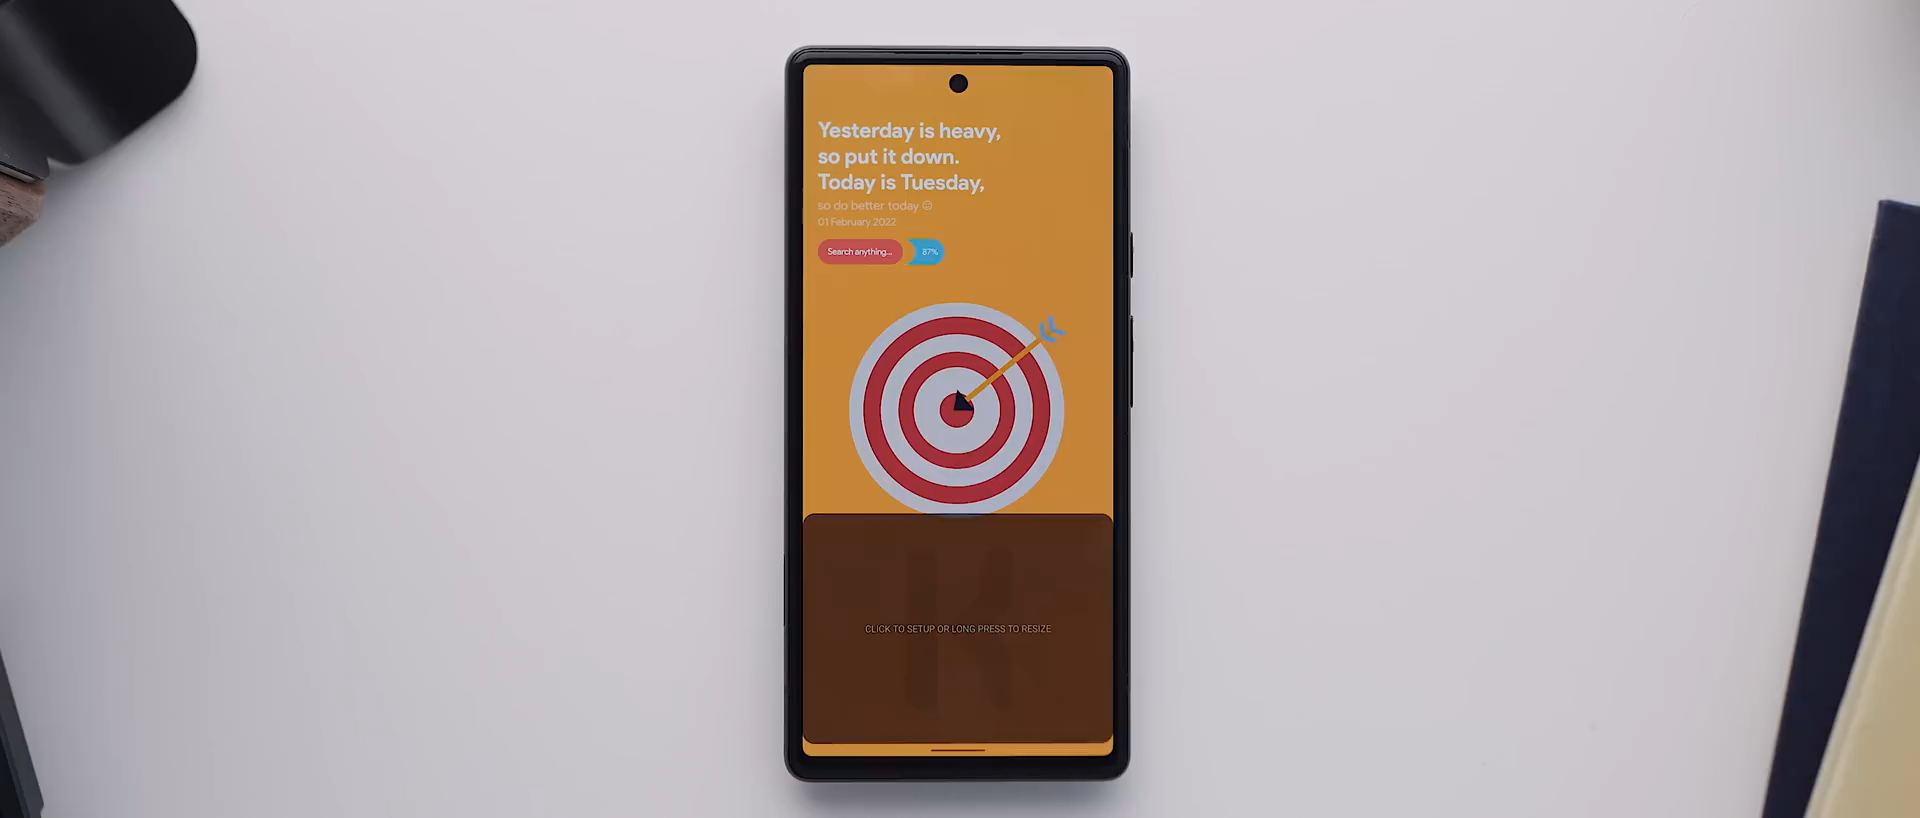 Yesterday is heavy,
so put it down.
Today is Tuesday,
so do better today ☺
01 February 2022
Search anything...
87%
K
CLICK TO SETUP OR LONG PRESS TO RESIZE